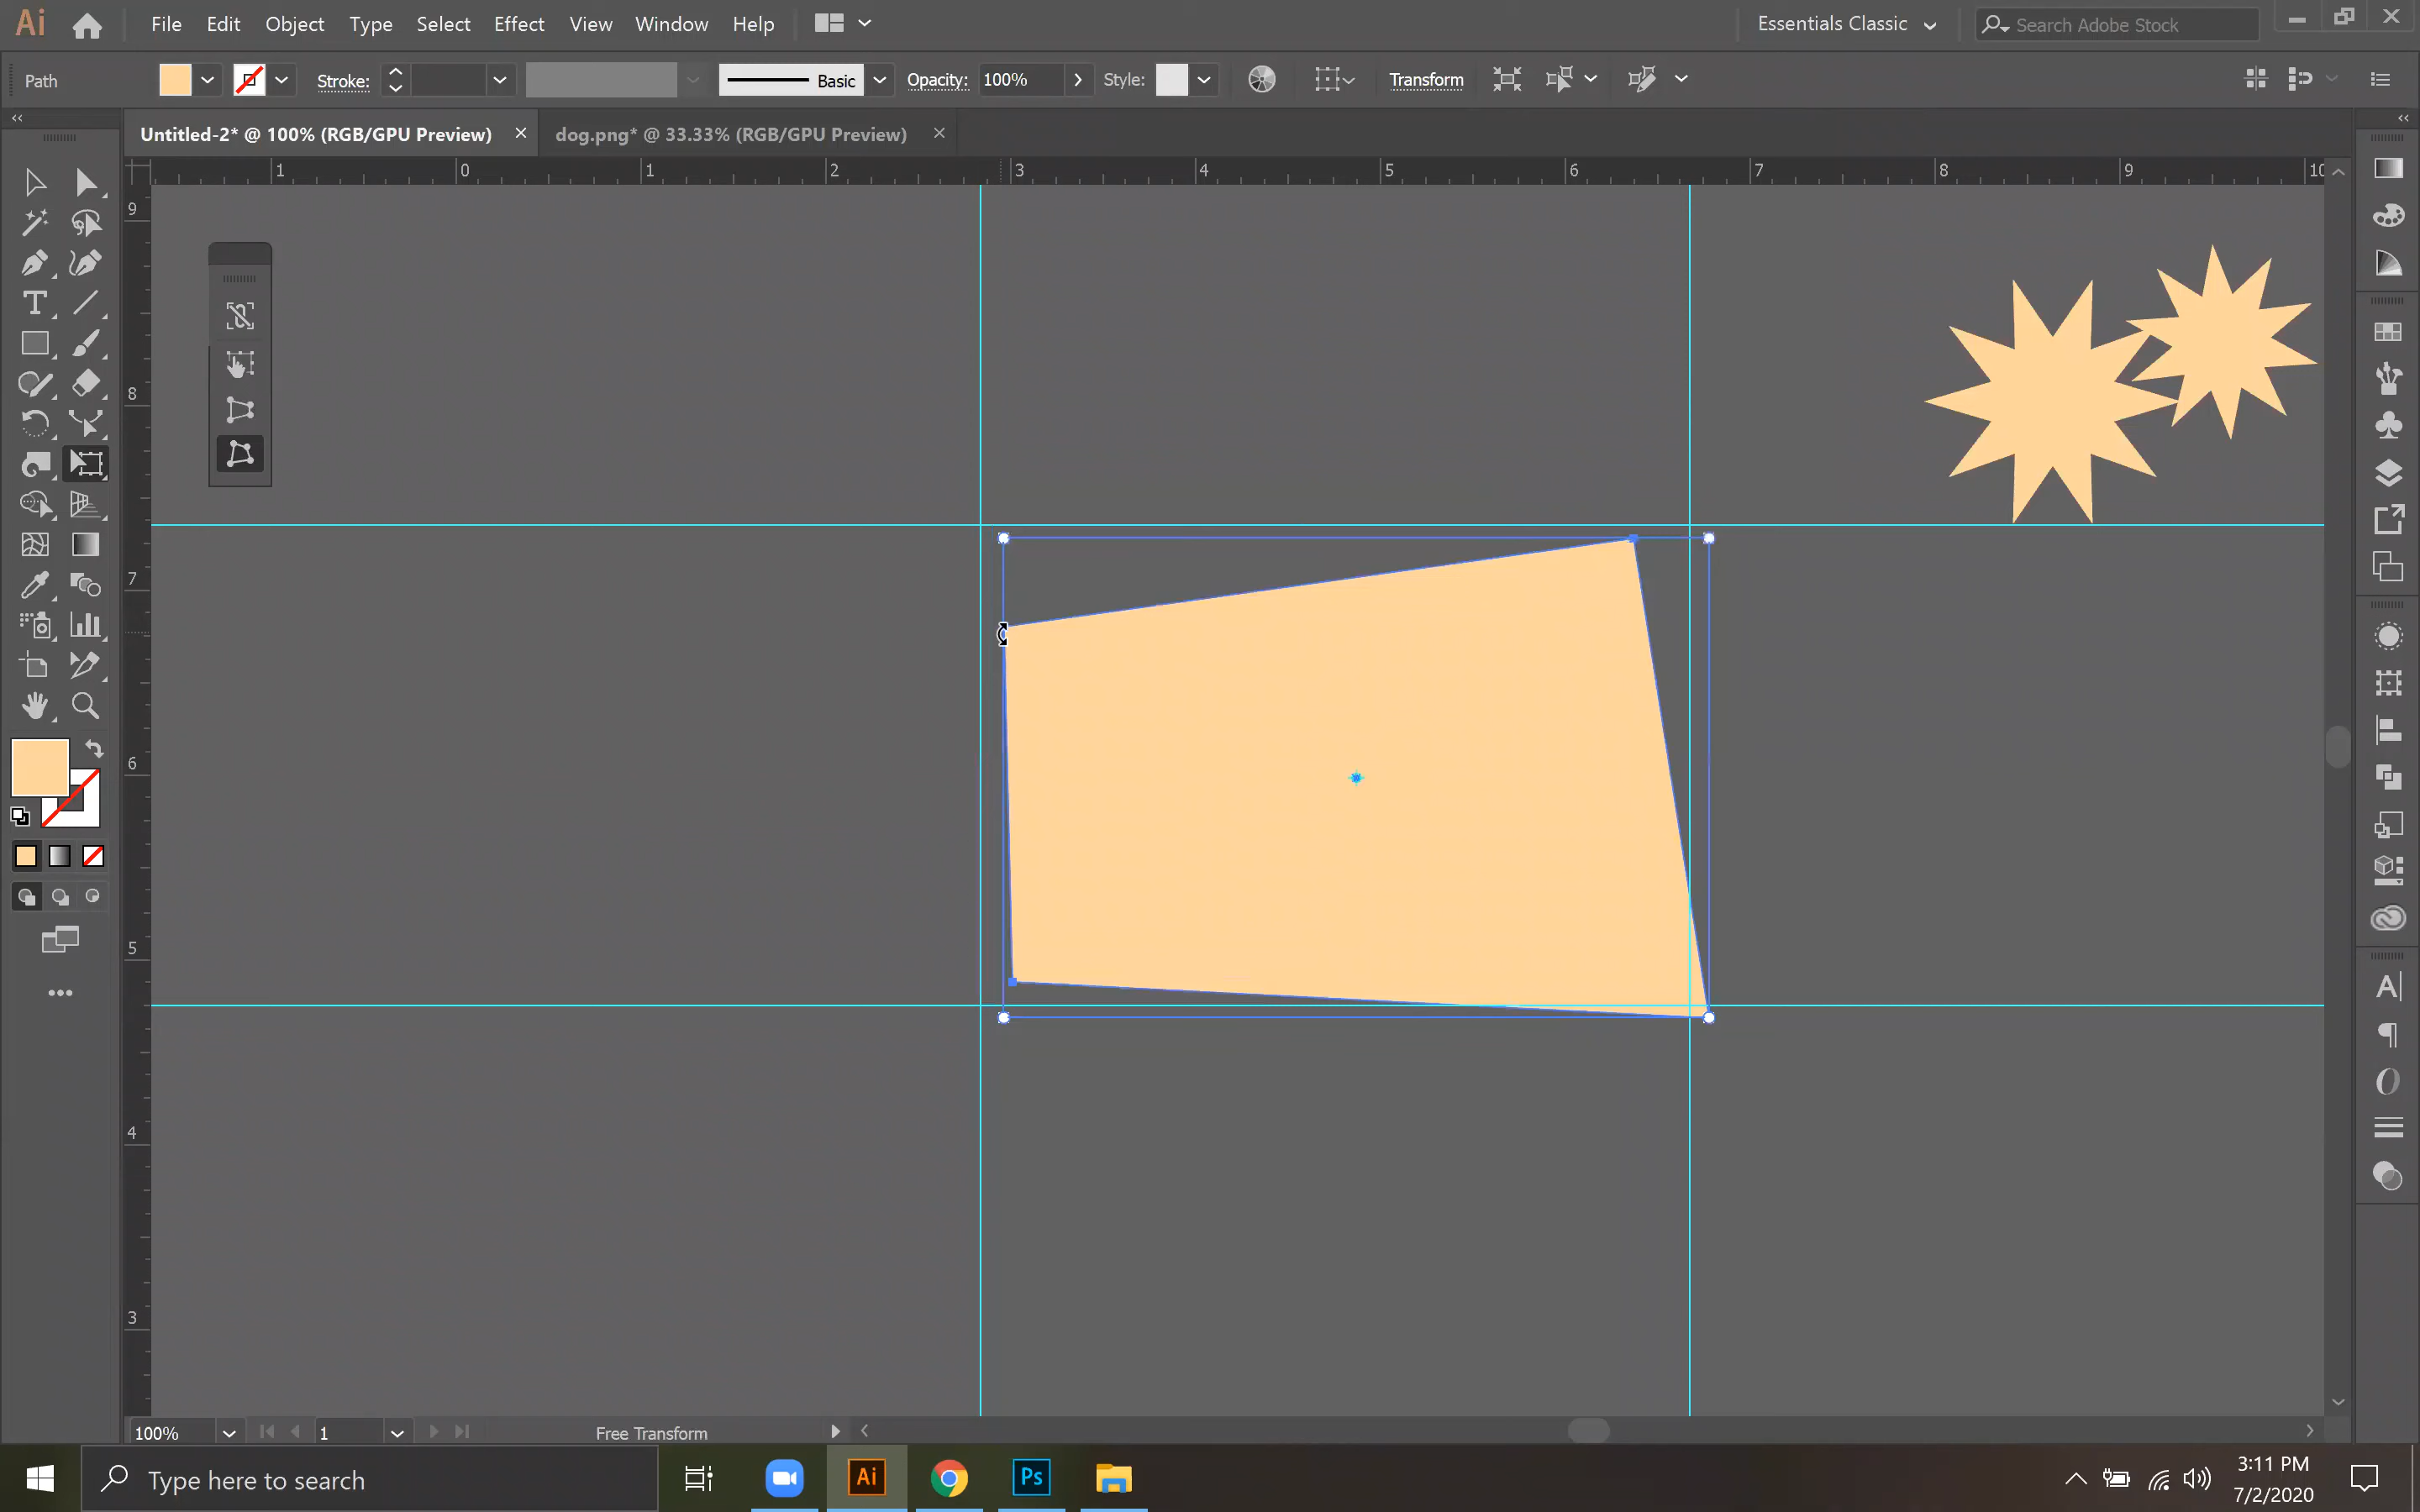 Ai File Edit Object Type Select Effect View Window Help Essentials Classic Search Adobe Stock
Path Stroke: Basic Opacity: 100% Style: Transform
Untitled-2* @ 100% (RGB/GPU Preview) dog.png* @ 33.33% (RGB/GPU Preview)
1 0 1 2 3 4 5 6 7 8 9 10
9
8
7
6
5
4
3
100% 1 Free Transform
Type here to search Ai Ps 3:11 PM
7/2/2020